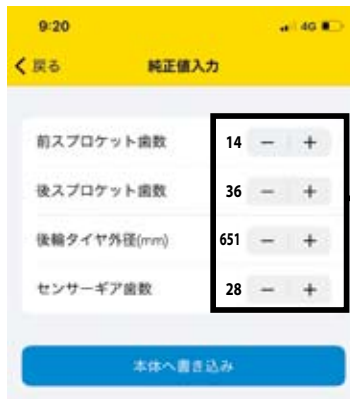 9:20
4G
戻る 純正値入力
前スプロケット歯数 14 − +
後スプロケット歯数 36 − +
後輪タイヤ外径(mm) 651 − +
センサーギア歯数 28 − +
本体へ書き込み